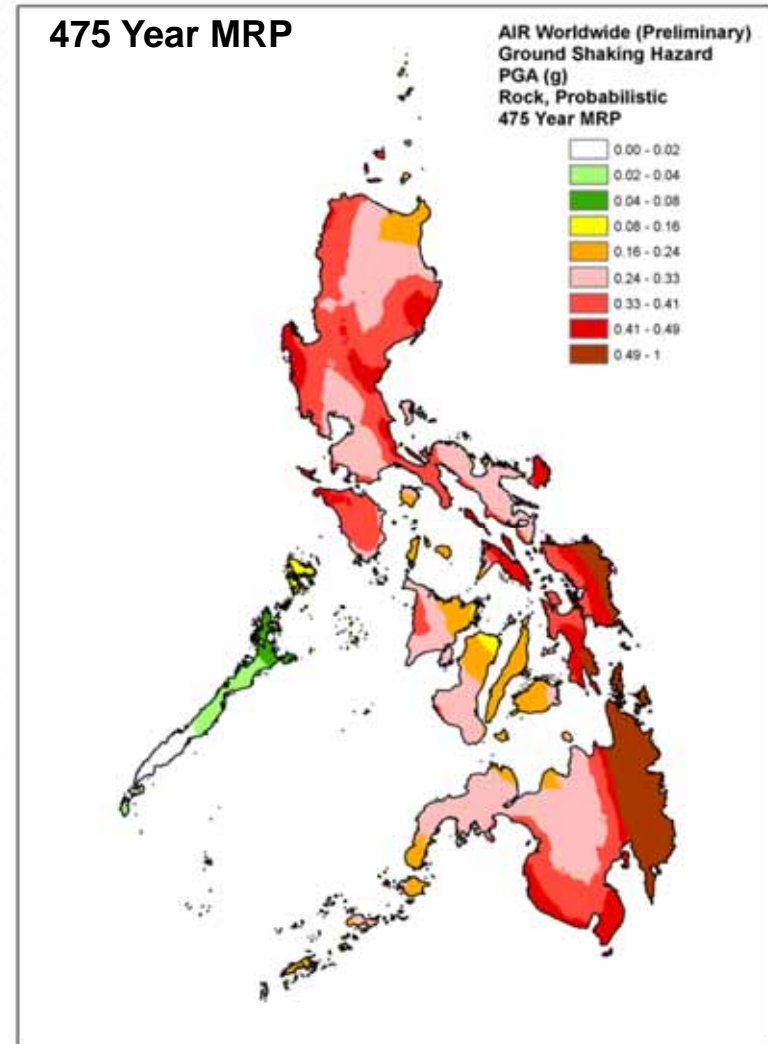 475 Year MRP
AIR Worldwide (Preliminary)
Ground Shaking Hazard
PGA (g)
Rock, Probabilistic
475 Year MRP
0.00 - 0.02
0.02 - 0.04
0.04 - 0.08
0.08 - 0.16
0.16 - 0.24
0.24 - 0.33
0.33 - 0.41
0.41 - 0.49
0.49 - 1